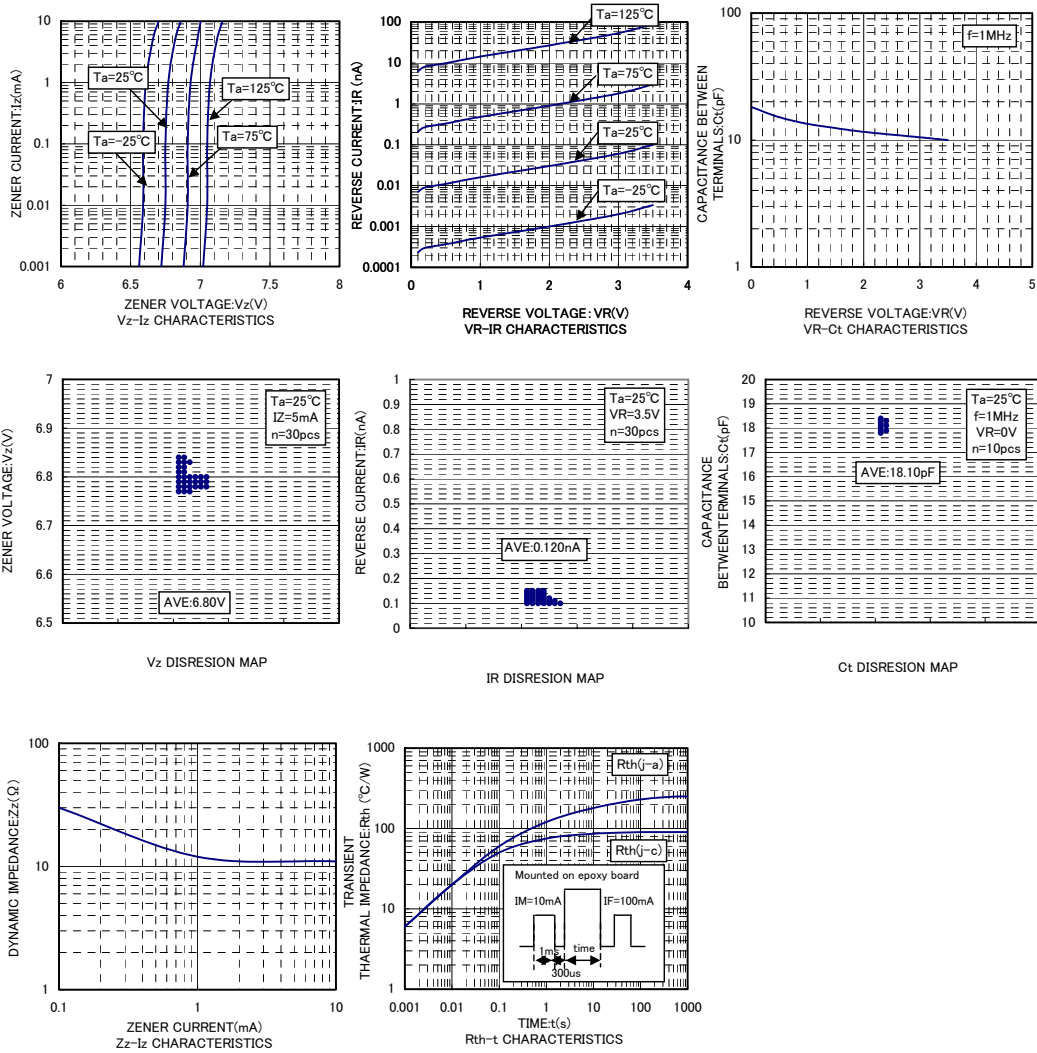 ZENER CURRENT:Iz(mA)
10
1
0.1
0.01
0.001
Ta=25℃
Ta=125℃
Ta=-25℃
Ta=75℃
6 6.5 7 7.5 8
ZENER VOLTAGE:Vz(V)
Vz-Iz CHARACTERISTICS
REVERSE CURRENT:IR (nA)
100
10
1
0.1
0.01
0.001
0.0001
Ta=125℃
Ta=75℃
Ta=25℃
Ta=-25℃
0 1 2 3 4
REVERSE VOLTAGE:VR(V)
VR-IR CHARACTERISTICS
CAPACITANCE BETWEEN
TERMINALS:Ct(pF)
100
10
1
f=1MHz
0 1 2 3 4 5
REVERSE VOLTAGE:VR(V)
VR-Ct CHARACTERISTICS
ZENER VOLTAGE:Vz(V)
7
6.9
6.8
6.7
6.6
6.5
Ta=25℃
IZ=5mA
n=30pcs
AVE:6.80V
Vz DISRESION MAP
REVERSE CURRENT:IR(nA)
1
0.9
0.8
0.7
0.6
0.5
0.4
0.3
0.2
0.1
0
Ta=25℃
VR=3.5V
n=30pcs
AVE:0.120nA
IR DISRESION MAP
CAPACITANCE
BETWEENTERMINALS:Ct(pF)
20
19
18
17
16
15
14
13
12
11
10
Ta=25℃
f=1MHz
VR=0V
n=10pcs
AVE:18.10pF
Ct DISRESION MAP
DYNAMIC IMPEDANCE:Zz(Ω)
100
10
1
0.1 1 10
ZENER CURRENT(mA)
Zz-Iz CHARACTERISTICS
TRANSIENT
THAERMAL IMPEDANCE:Rth (℃/W)
1000
100
10
1
Rth(j-a)
Rth(j-c)
Mounted on epoxy board
IM=10mA IF=100mA
1ms time
300us
0.001 0.01 0.1 1 10 100 1000
TIME:t(s)
Rth-t CHARACTERISTICS